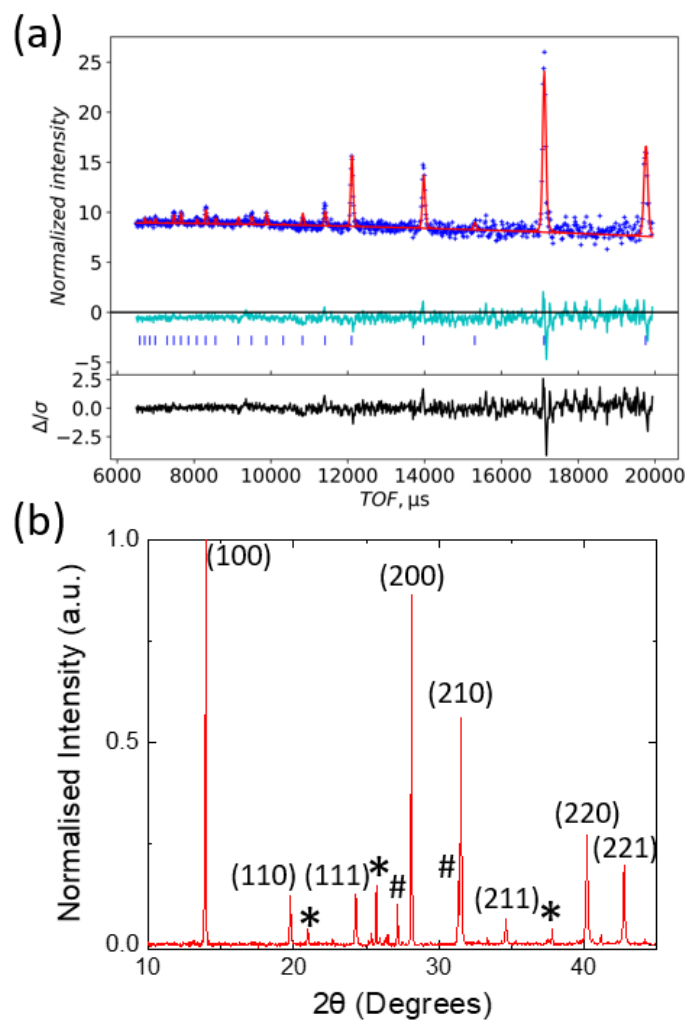 (a)
Normalized intensity
25
20
15
10
5
0
−5
Δ/σ
2.5
0.0
−2.5
6000 8000 10000 12000 14000 16000 18000 20000
TOF, µs
(b)
Normalised Intensity (a.u.)
1.0
0.5
0.0
(100)
(200)
(210)
(220)
(221)
(110) (111) * #
# (211)
* *
10 20 30 40
2θ (Degrees)